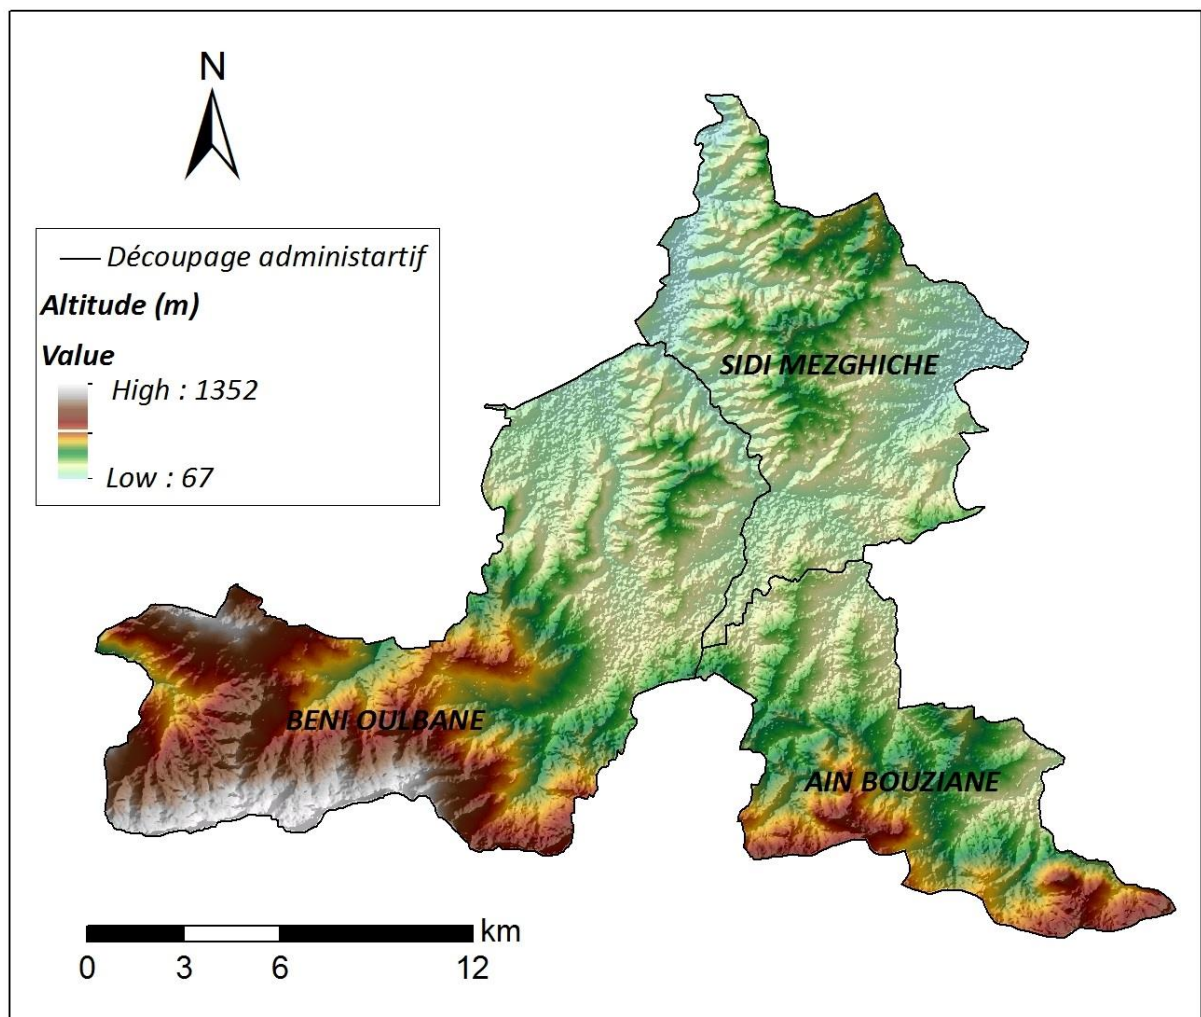 N
Découpage administartif
Altitude (m)
Value
High : 1352
Low : 67
SIDI MEZGHICHE
BENI OULBANE
AIN BOUZIANE
km
0 3 6 12